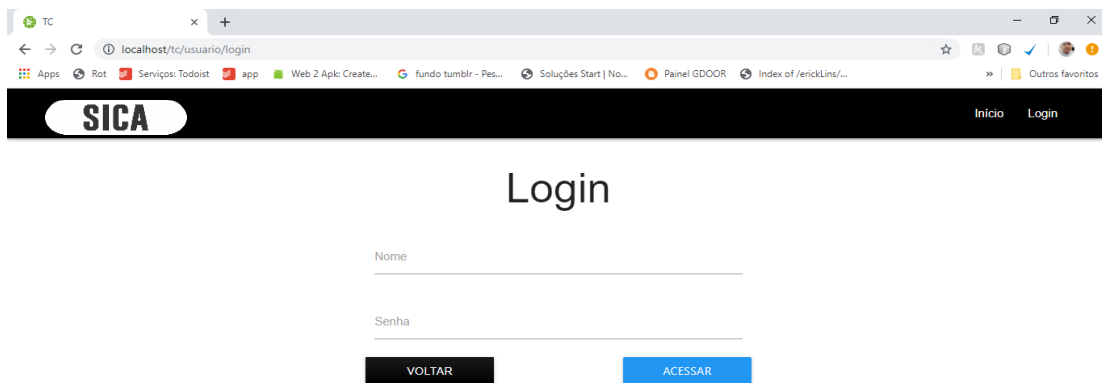 TC
localhost/tc/usuario/login
Apps Rot Serviços: Todoist app Web 2 Apk: Create... fundo tumblr - Pes... Soluções Start | No... Painel GDOOR Index of /erickLins/... » Outros favoritos
SICA Início Login
Login
Nome
Senha
VOLTAR ACESSAR